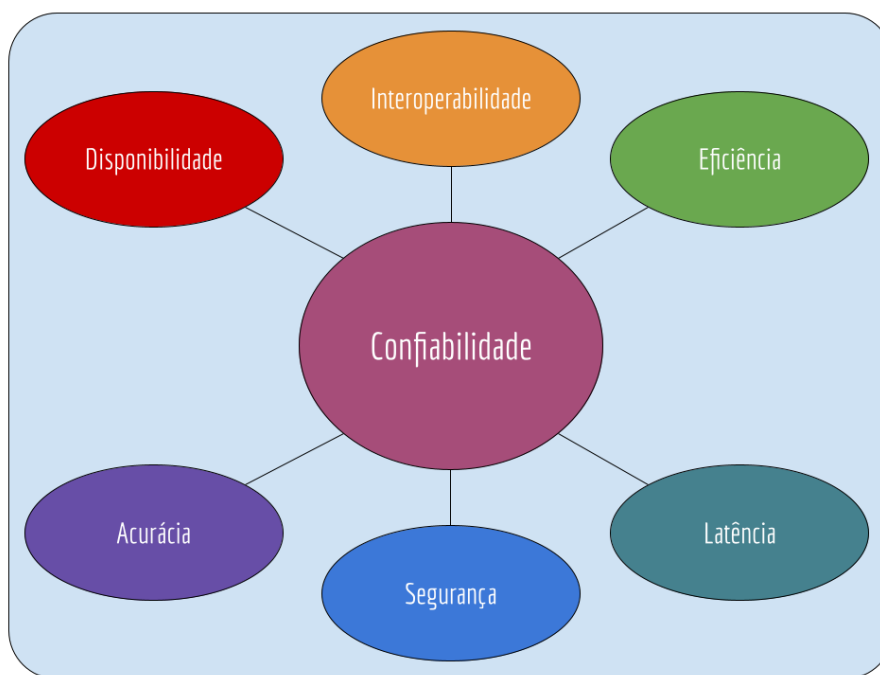 Interoperabilidade
Disponibilidade
Eficiência
Confiabilidade
Acurácia
Latência
Segurança